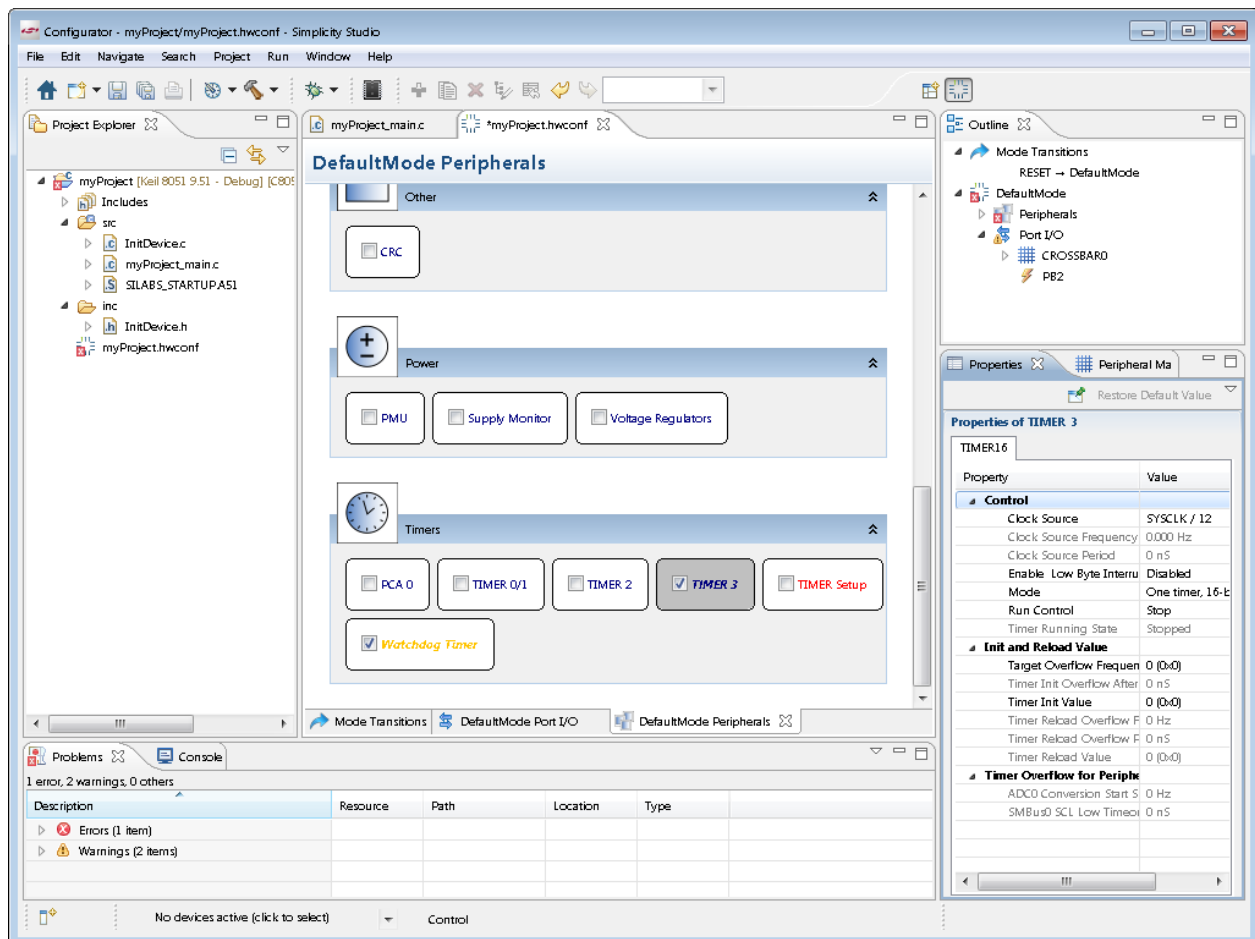 Configurator - myProject/myProject.hwconf - Simplicity Studio
File Edit Navigate Search Project Run Window Help
Project Explorer
myProject [Keil 8051 9.51 - Debug] [C805
Includes
src
InitDevice.c
myProject_main.c
SILABS_STARTUP.A51
inc
InitDevice.h
myProject.hwconf
myProject_main.c *myProject.hwconf
DefaultMode Peripherals
Other
CRC
Power
PMU Supply Monitor Voltage Regulators
Timers
PCA 0 TIMER 0/1 TIMER 2 TIMER 3 TIMER Setup
Watchdog Timer
Mode Transitions DefaultMode Port I/O DefaultMode Peripherals
Outline
Mode Transitions
RESET → DefaultMode
DefaultMode
Peripherals
Port I/O
CROSSBAR0
PB2
Properties Peripheral Ma
Restore Default Value
Properties of TIMER 3
TIMER16
Property Value
Control
Clock Source SYSCLK / 12
Clock Source Frequency 0.000 Hz
Clock Source Period 0 nS
Enable Low Byte Interru Disabled
Mode One timer, 16-b
Run Control Stop
Timer Running State Stopped
Init and Reload Value
Target Overflow Frequen 0 (0x0)
Timer Init Overflow After 0 nS
Timer Init Value 0 (0x0)
Timer Reload Overflow F 0 Hz
Timer Reload Overflow P 0 nS
Timer Reload Value 0 (0x0)
Timer Overflow for Periphe
ADC0 Conversion Start S 0 Hz
SMBus0 SCL Low Timeou 0 nS
Problems Console
1 error, 2 warnings, 0 others
Description Resource Path Location Type
Errors (1 item)
Warnings (2 items)
No devices active (click to select) Control